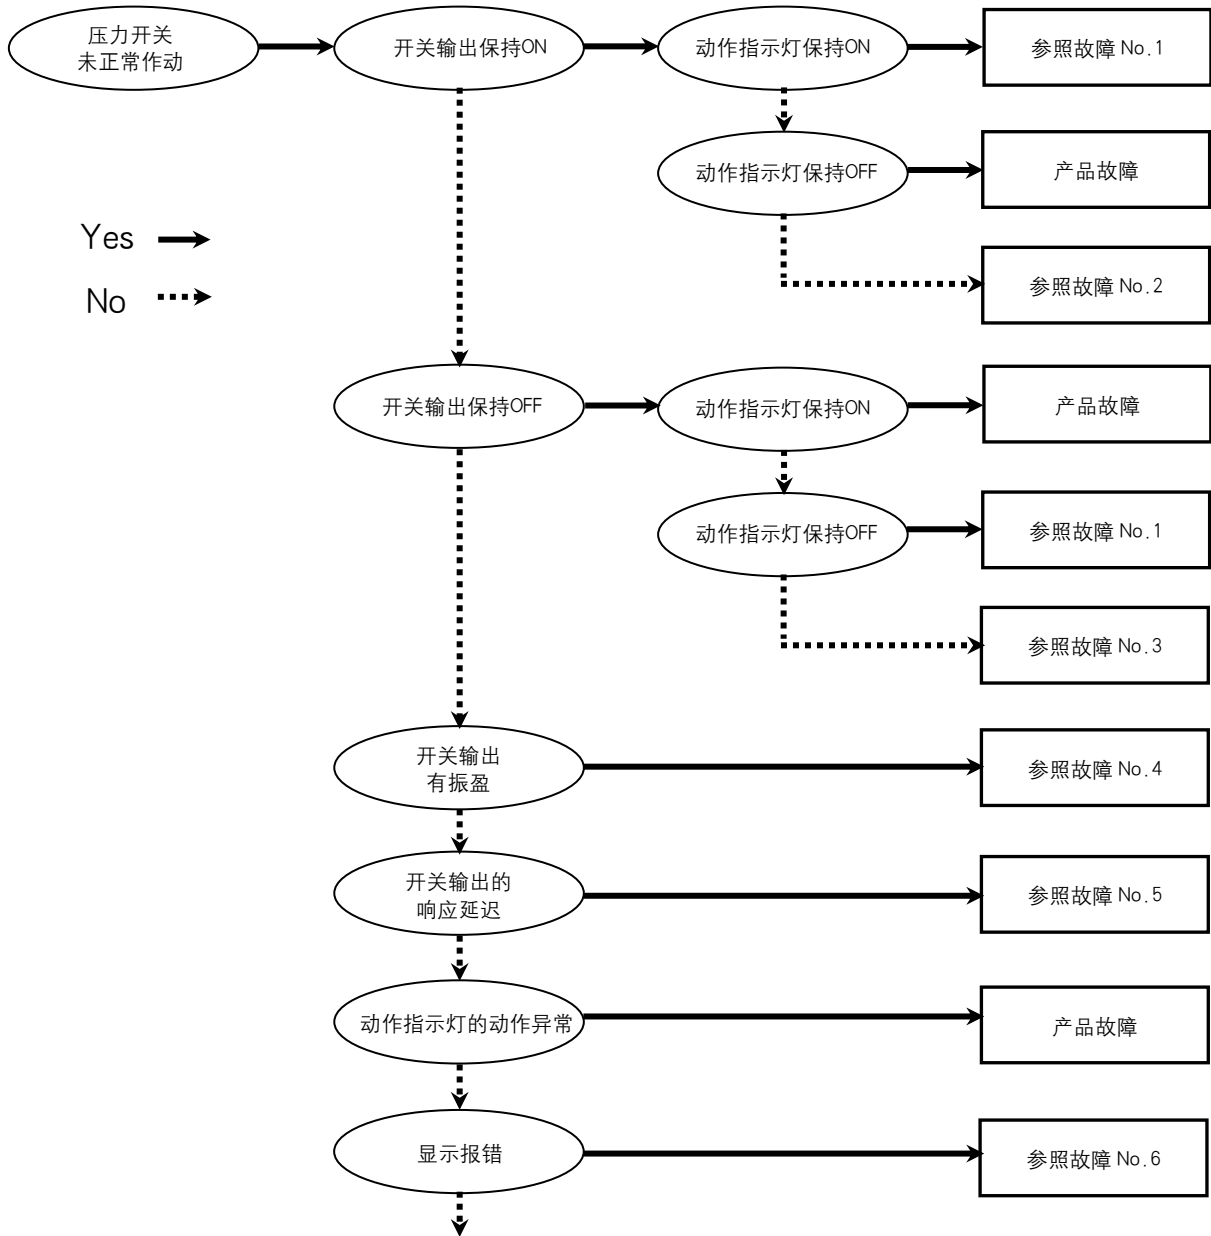 压力开关
未正常作动
开关输出保持ON
动作指示灯保持ON
参照故障 No.1
动作指示灯保持OFF
产品故障
Yes
No
参照故障 No.2
开关输出保持OFF
动作指示灯保持ON
产品故障
动作指示灯保持OFF
参照故障 No.1
参照故障 No.3
开关输出
有振盈
参照故障 No.4
开关输出的
响应延迟
参照故障 No.5
动作指示灯的动作异常
产品故障
显示报错
参照故障 No.6